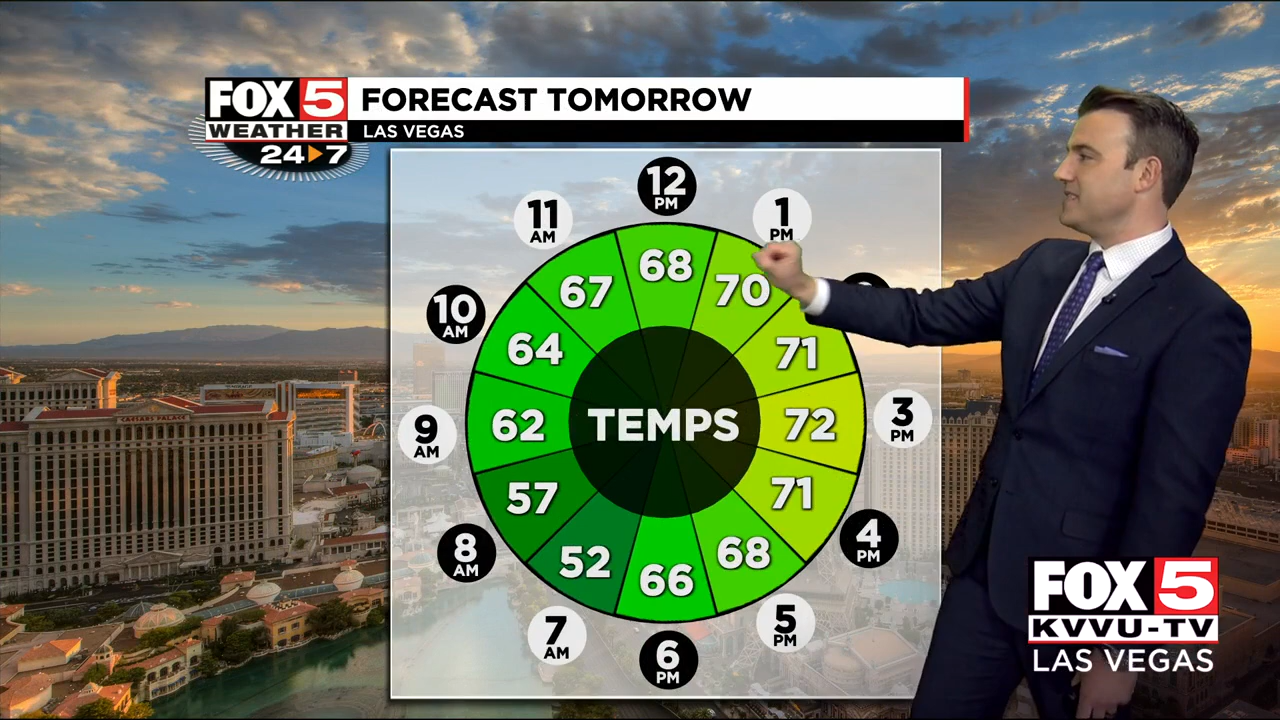 FOX 5
WEATHER
24 7
FORECAST TOMORROW
LAS VEGAS
12
PM
11
AM
1
PM
68
67
70
10
AM
64
71
CAESARS PALACE
9
AM
62
TEMPS
72
3
PM
57
71
8
AM
52
66
68
4
PM
7
AM
6
PM
5
PM
FOX 5
KVVU-TV
LAS VEGAS